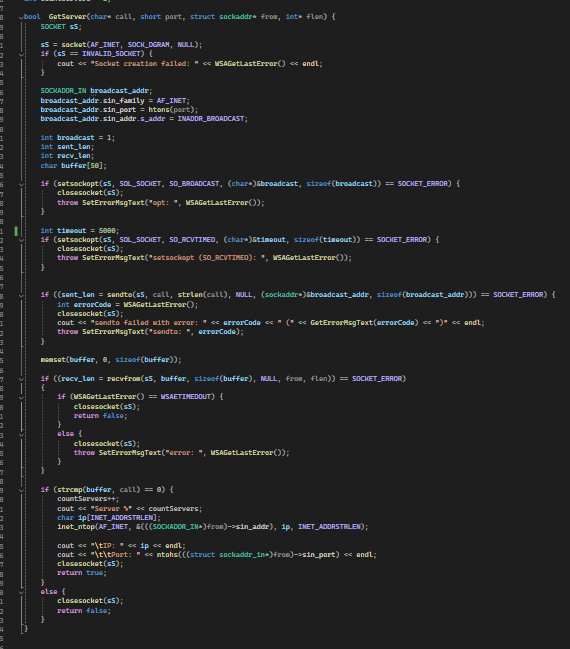 bool GetServer(char* call, short port, struct sockaddr* from, int* flen) {
SOCKET sS;
sS = socket(AF_INET, SOCK_DGRAM, NULL);
if (sS == INVALID_SOCKET) {
cout << "Socket creation failed: " << WSAGetLastError() << endl;
}
SOCKADDR_IN broadcast_addr;
broadcast_addr.sin_family = AF_INET;
broadcast_addr.sin_port = htons(port);
broadcast_addr.sin_addr.s_addr = INADDR_BROADCAST;
int broadcast = 1;
int sent_len;
int recv_len;
char buffer[50];
if (setsockopt(sS, SOL_SOCKET, SO_BROADCAST, (char*)&broadcast, sizeof(broadcast)) == SOCKET_ERROR) {
closesocket(sS);
throw SetErrorMsgText("opt: ", WSAGetLastError());
}
int timeout = 5000;
if (setsockopt(sS, SOL_SOCKET, SO_RCVTIMEO, (char*)&timeout, sizeof(timeout)) == SOCKET_ERROR) {
closesocket(sS);
throw SetErrorMsgText("setsockopt (SO_RCVTIMEO): ", WSAGetLastError());
}
if ((sent_len = sendto(sS, call, strlen(call), NULL, (sockaddr*)&broadcast_addr, sizeof(broadcast_addr))) == SOCKET_ERROR) {
int errorCode = WSAGetLastError();
closesocket(sS);
cout << "sendto failed with error: " << errorCode << " (" << GetErrorMsgText(errorCode) << ")" << endl;
throw SetErrorMsgText("sendto: ", errorCode);
}
memset(buffer, 0, sizeof(buffer));
if ((recv_len = recvfrom(sS, buffer, sizeof(buffer), NULL, from, flen)) == SOCKET_ERROR)
{
if (WSAGetLastError() == WSAETIMEDOUT) {
closesocket(sS);
return false;
}
else {
closesocket(sS);
throw SetErrorMsgText("error: ", WSAGetLastError());
}
}
if (strcmp(buffer, call) == 0) {
countServers++;
cout << "Server %" << countServers;
char ip[INET_ADDRSTRLEN];
inet_ntop(AF_INET, &(((SOCKADDR_IN*)from)->sin_addr), ip, INET_ADDRSTRLEN);
cout << "\tIP: " << ip << endl;
cout << "\t\tPort: " << ntohs(((struct sockaddr_in*)from)->sin_port) << endl;
closesocket(sS);
return true;
}
else {
closesocket(sS);
return false;
}
}